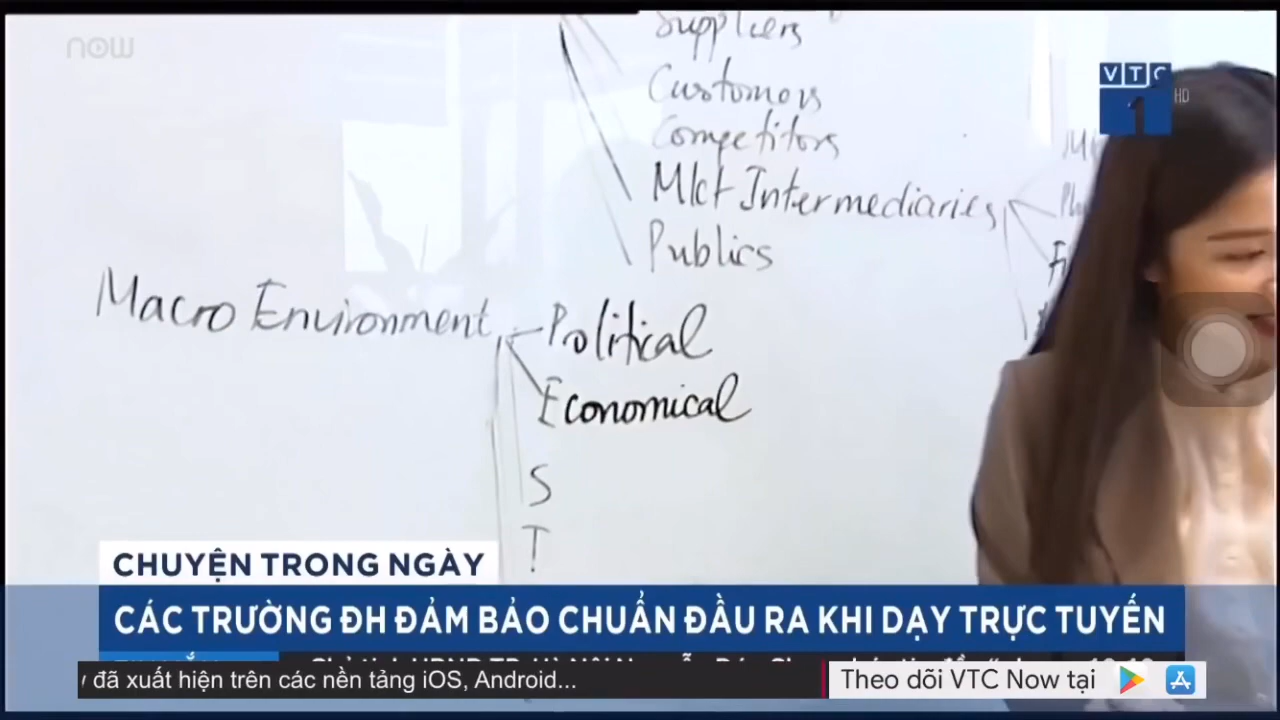 now
VTC
1
HD
Suppliers
Customers
Competitors
Mkt Intermediaries
Publics
Macro Environment
Political
Economical
S
T
CHUYỆN TRONG NGÀY
CÁC TRƯỜNG ĐH ĐẢM BẢO CHUẨN ĐẦU RA KHI DẠY TRỰC TUYẾN
đã xuất hiện trên các nền tảng iOS, Android...
Theo dõi VTC Now tại